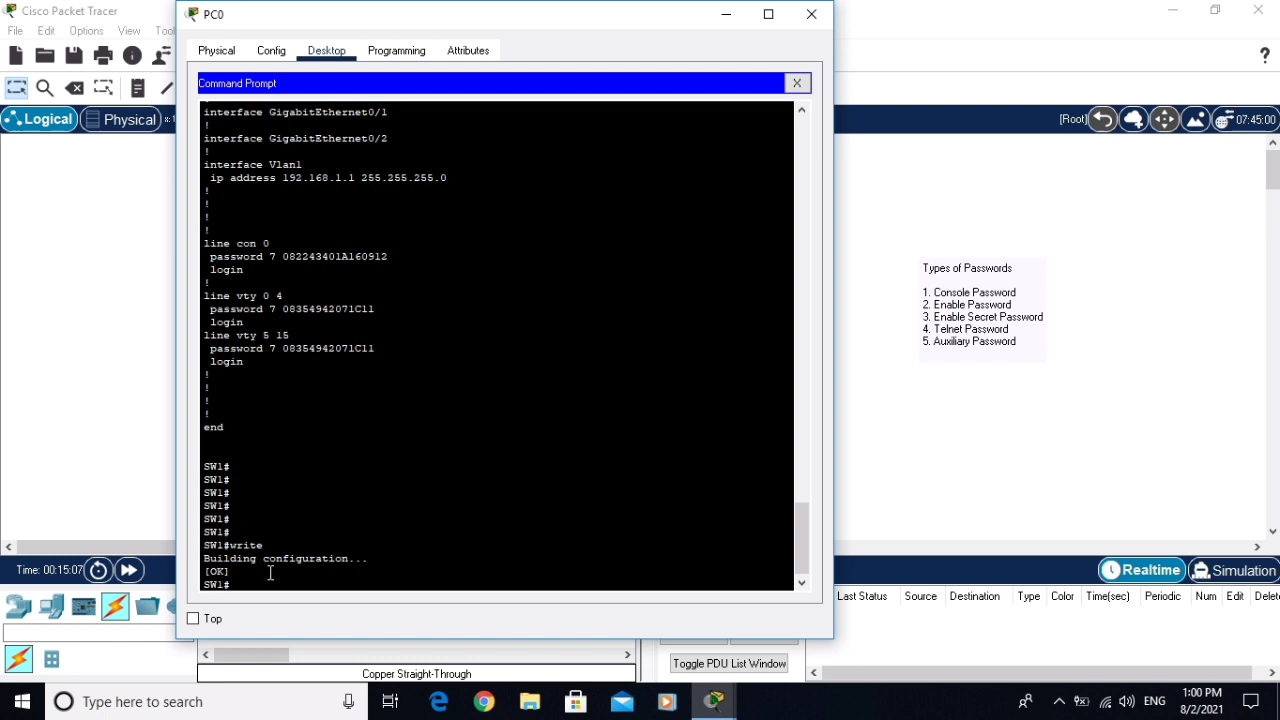 Cisco Packet Tracer
File Edit Options View Tool
PC0
Physical Config Desktop Programming Attributes
Command Prompt
X
interface GigabitEthernet0/1
!
interface GigabitEthernet0/2
!
interface Vlan1
ip address 192.168.1.1 255.255.255.0
!
!
!
!
line con 0
password 7 082243401A160912
login
!
line vty 0 4
password 7 08354942071C11
login
line vty 5 15
password 7 08354942071C11
login
!
!
!
!
end
SW1#
SW1#
SW1#
SW1#
SW1#
SW1#
SW1#write
Building configuration...
[OK]
SW1#
Top
Logical Physical x: 1
[Root] 07:45:00
Types of Passwords
1. Console Password
2. Enable Password
3. Enable Secret Password
4. Telnet Password
5. Auxiliary Password
Time: 00:15:07
Realtime Simulation
Last Status Source Destination Type Color Time(sec) Periodic Num Edit Delet
Toggle PDU List Window
Copper Straight-Through
Type here to search
ENG
1:00 PM
8/2/2021